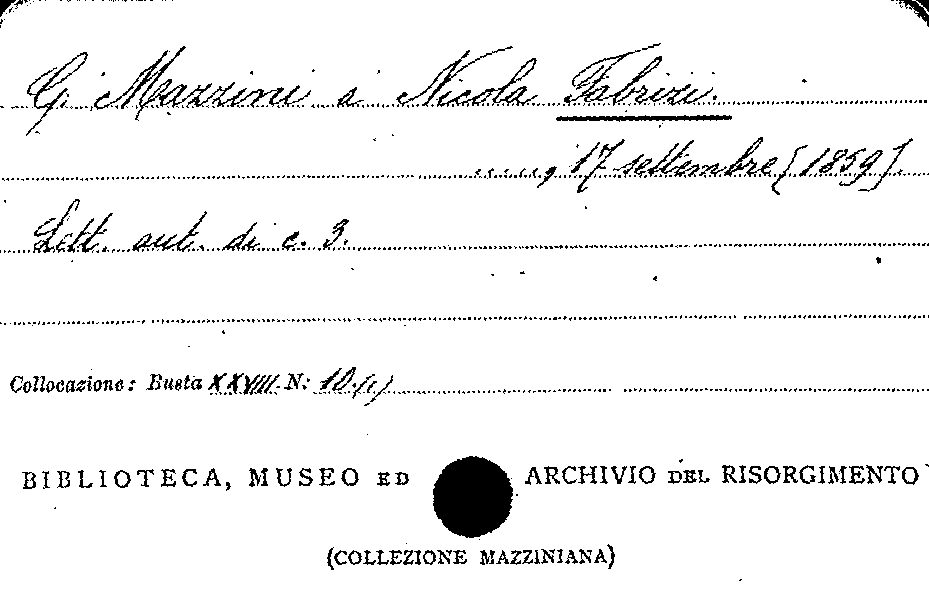 G. Mazzini a Nicola Fabrizi.
....., 17 settembre [1859].
Lett. aut. di c. 3.
Collocazione: Busta XXVIII N: 10 (1)
BIBLIOTECA, MUSEO ED ARCHIVIO DEL RISORGIMENTO
(COLLEZIONE MAZZINIANA)